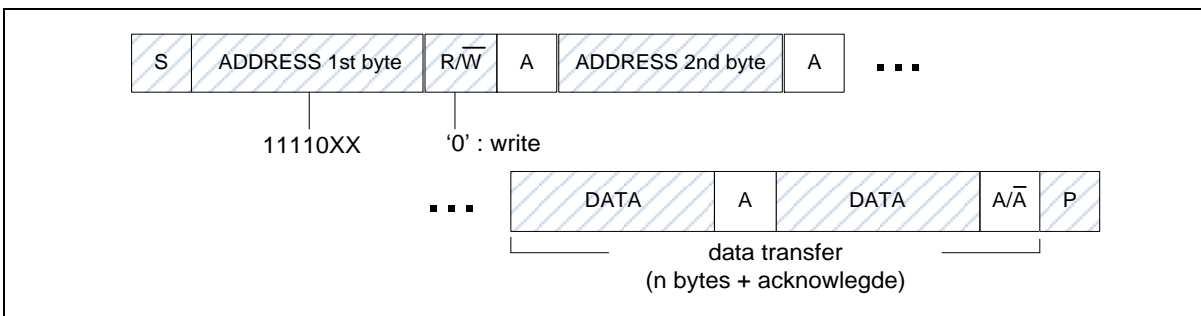 S ADDRESS 1st byte R/W̅ A ADDRESS 2nd byte A ...
11110XX '0' : write
... DATA A DATA A/A̅ P
data transfer
(n bytes + acknowlegde)